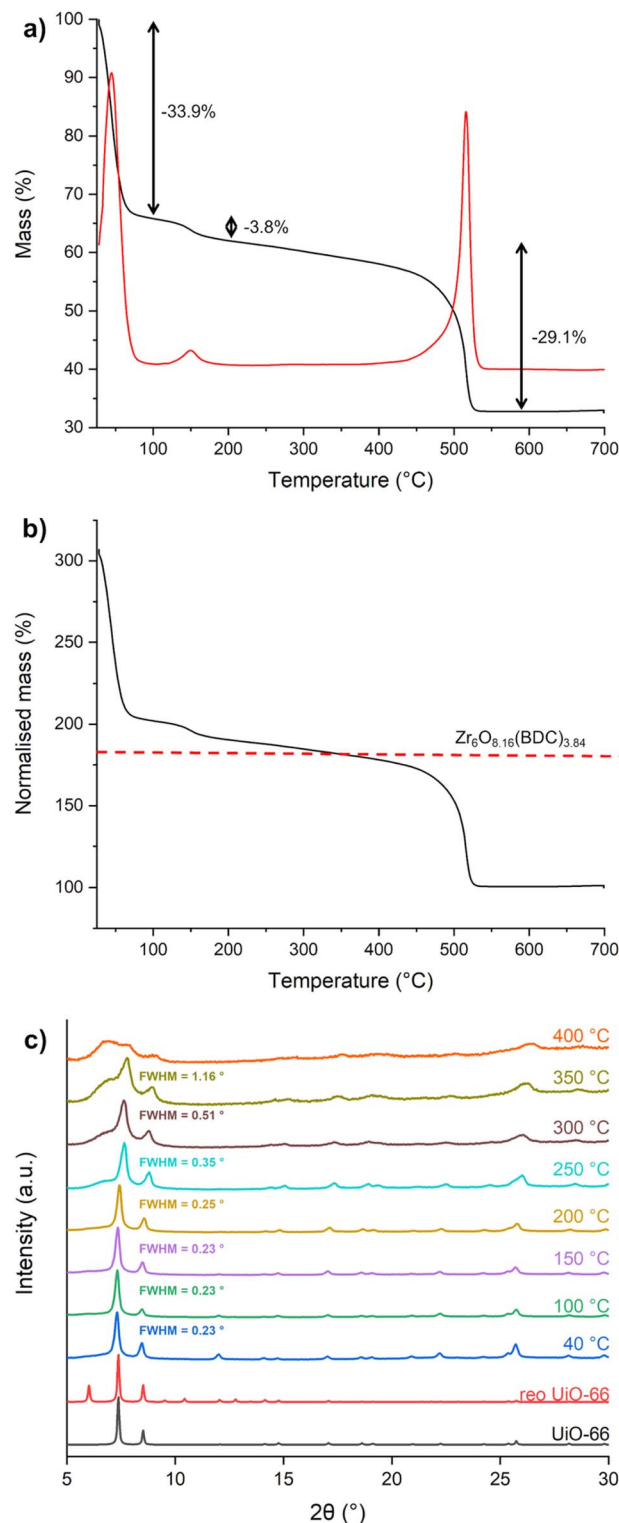 a)
100
90
80
70
60
50
40
30
Mass (%)
-33.9%
-3.8%
-29.1%
100 200 300 400 500 600 700
Temperature (°C)
b)
300
250
200
150
100
Normalised mass (%)
Zr6O8.16(BDC)3.84
100 200 300 400 500 600 700
Temperature (°C)
c)
Intensity (a.u.)
400 °C
FWHM = 1.16 °
350 °C
FWHM = 0.51 °
300 °C
FWHM = 0.35 °
250 °C
FWHM = 0.25 °
200 °C
FWHM = 0.23 °
150 °C
FWHM = 0.23 °
100 °C
FWHM = 0.23 °
40 °C
reo UiO-66
UiO-66
5 10 15 20 25 30
2θ (°)